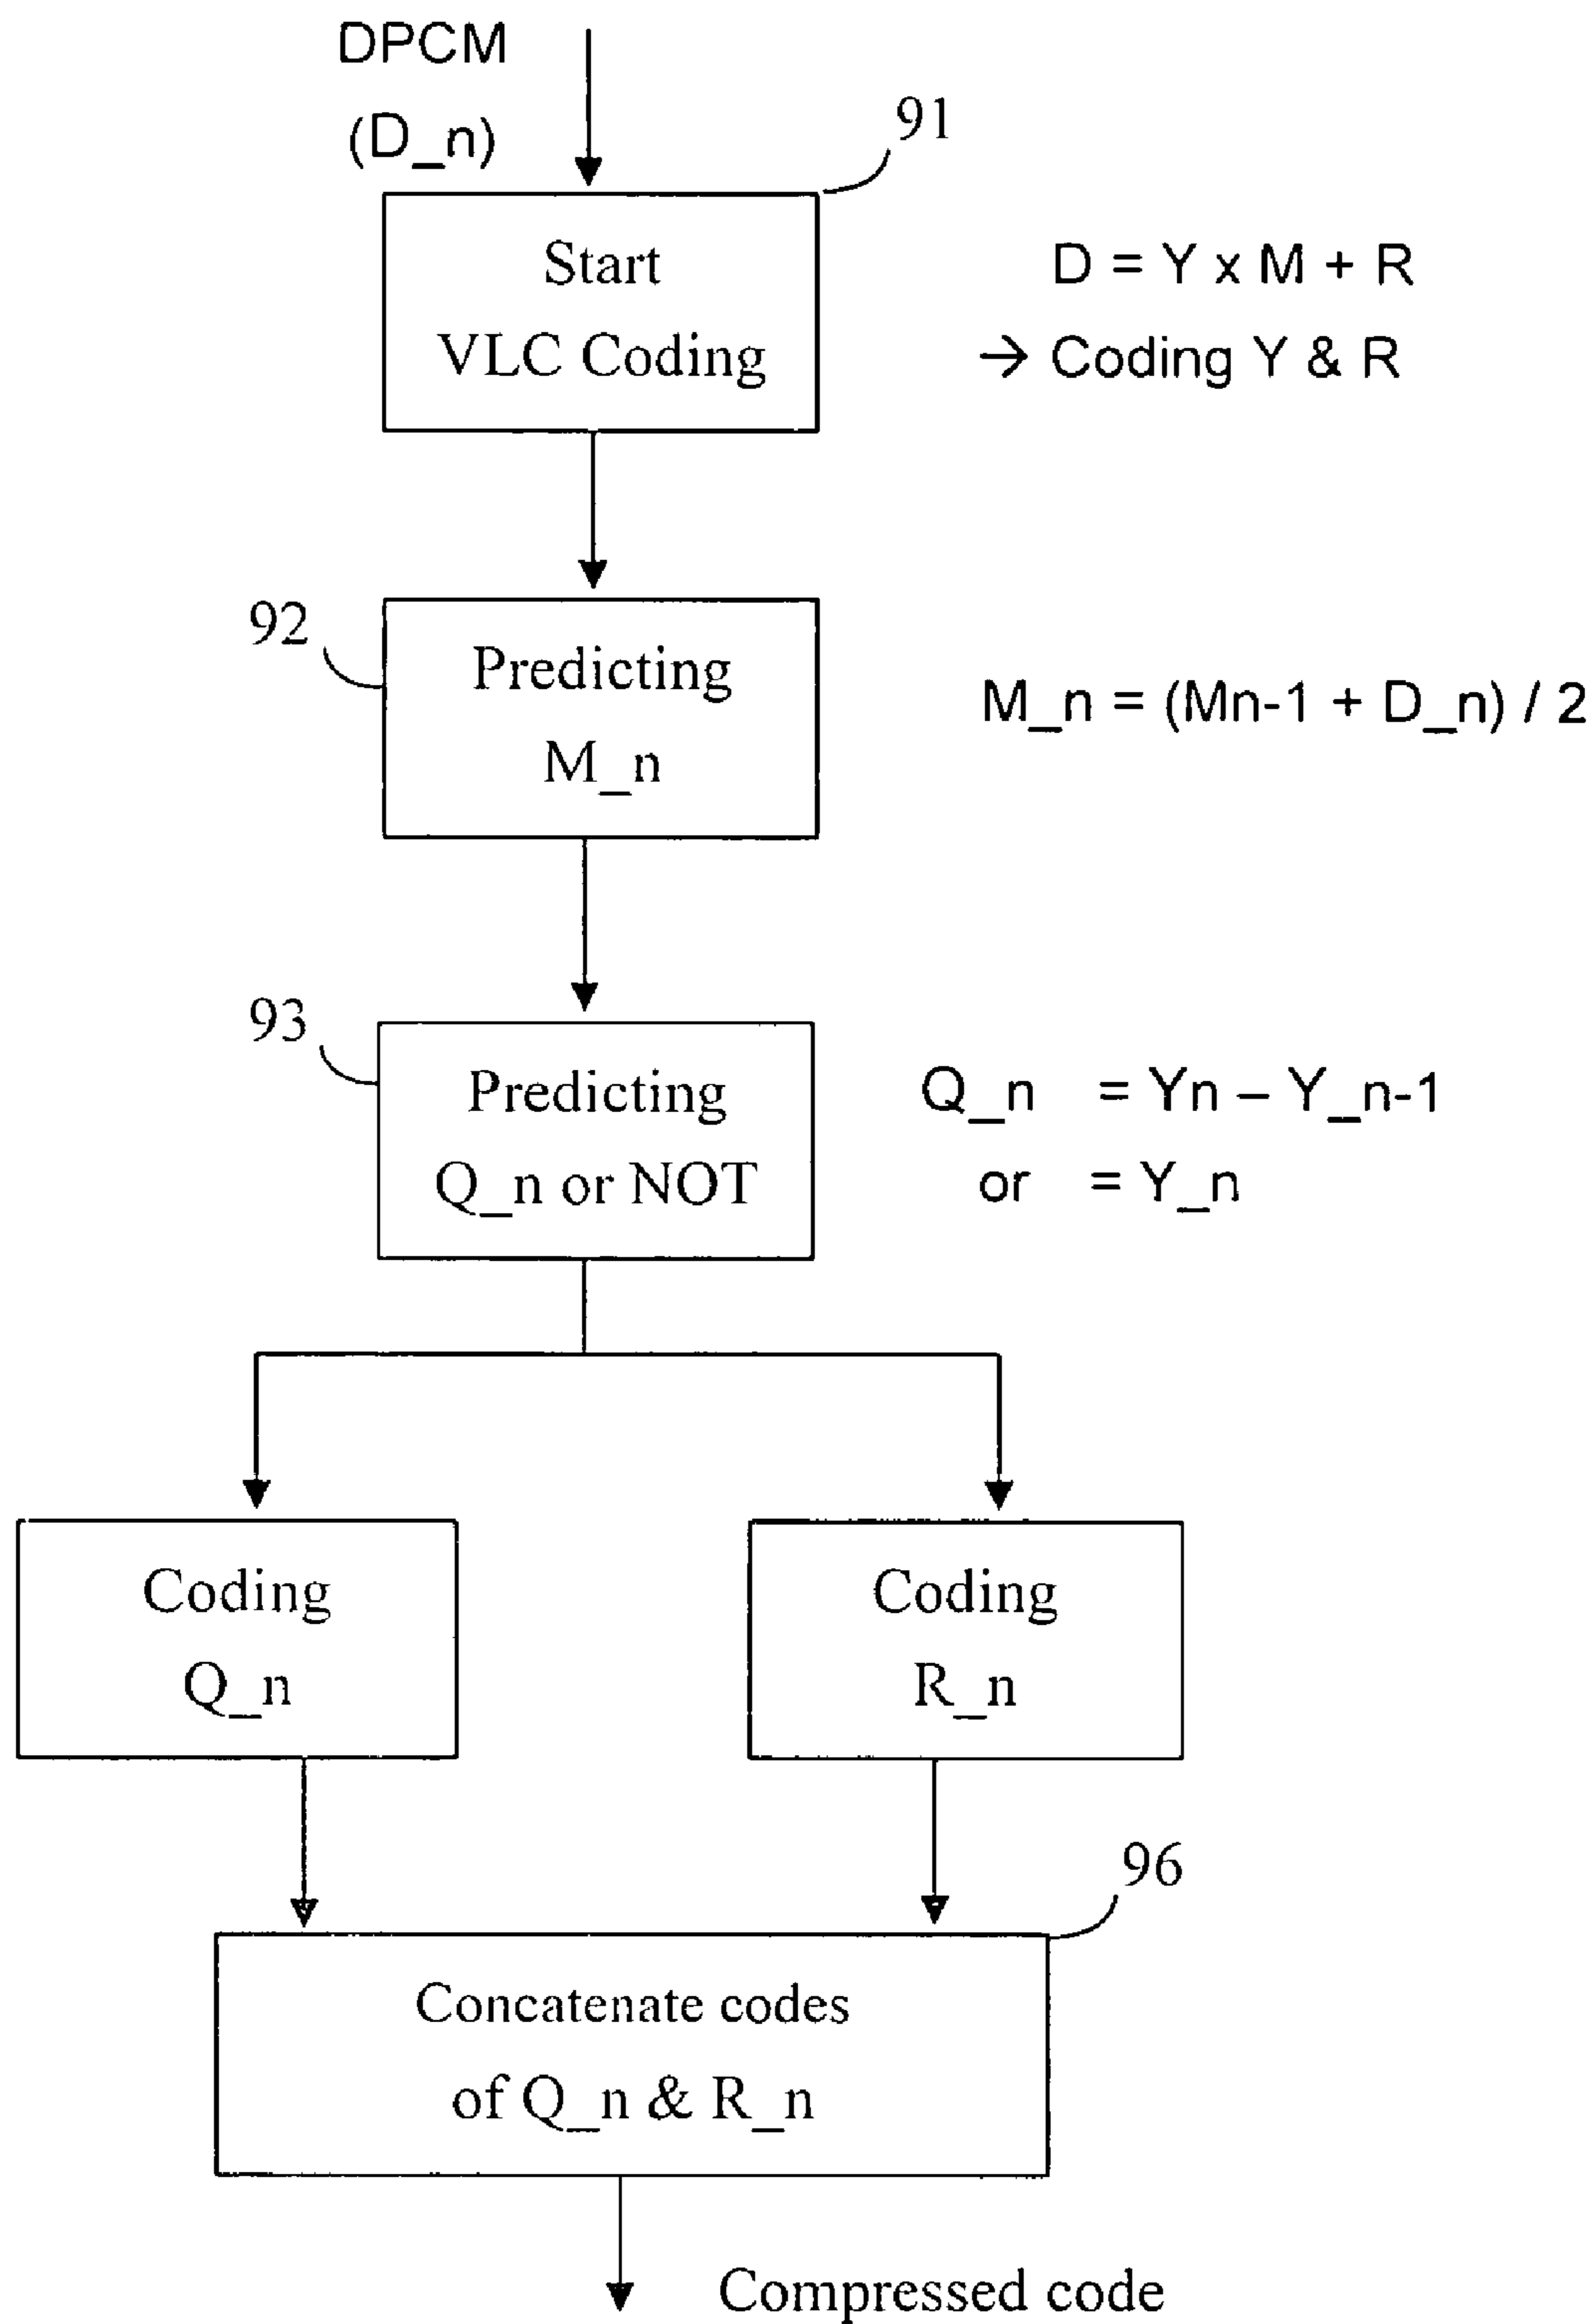 DPCM
(D_n)
91
Start
VLC Coding
D = Y x M + R
→ Coding Y & R
92
Predicting
M_n
M_n = (Mn-1 + D_n) / 2
93
Predicting
Q_n or NOT
Q_n = Yn – Y_n-1
or = Y_n
Coding
Q_n
Coding
R_n
96
Concatenate codes
of Q_n & R_n
Compressed code